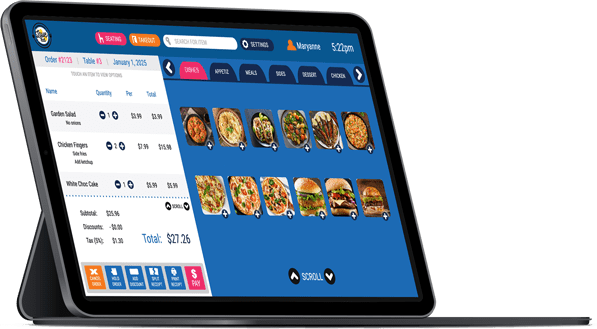 SEATING
TAKEOUT
SEARCH FOR ITEM
SETTINGS
Maryanne
5:22pm
Order #2123 | Table #3 | January 1, 2025
TOUCH AN ITEM TO VIEW OPTIONS
DISHES
APPETIZ
MEALS
SIDES
DESSERT
CHICKEN
Name Quantity Per Total
Garden Salad 1 $3.99 $3.99
No onions
Chicken Fingers 2 $7.99 $15.98
Side fries
Add ketchup
White Choc Cake 1 $5.99 $5.99
SCROLL
Subtotal: $25.96
Discounts: - $0.00
Tax (5%): $1.30
Total: $27.26
CANCEL ORDER
HOLD ORDER
ADD DISCOUNT
SPLIT RECEIPT
PRINT RECEIPT
$ PAY
SCROLL